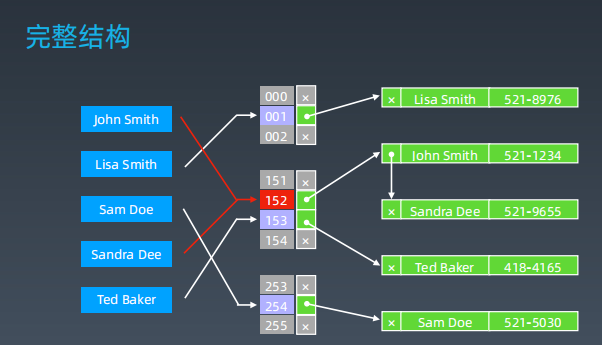 完整结构
John Smith
Lisa Smith
Sam Doe
Sandra Dee
Ted Baker
000 ×
001
002 ×
151 ×
152
153
154 ×
253 ×
254
255 ×
× Lisa Smith 521-8976
John Smith 521-1234
× Sandra Dee 521-9655
× Ted Baker 418-4165
× Sam Doe 521-5030